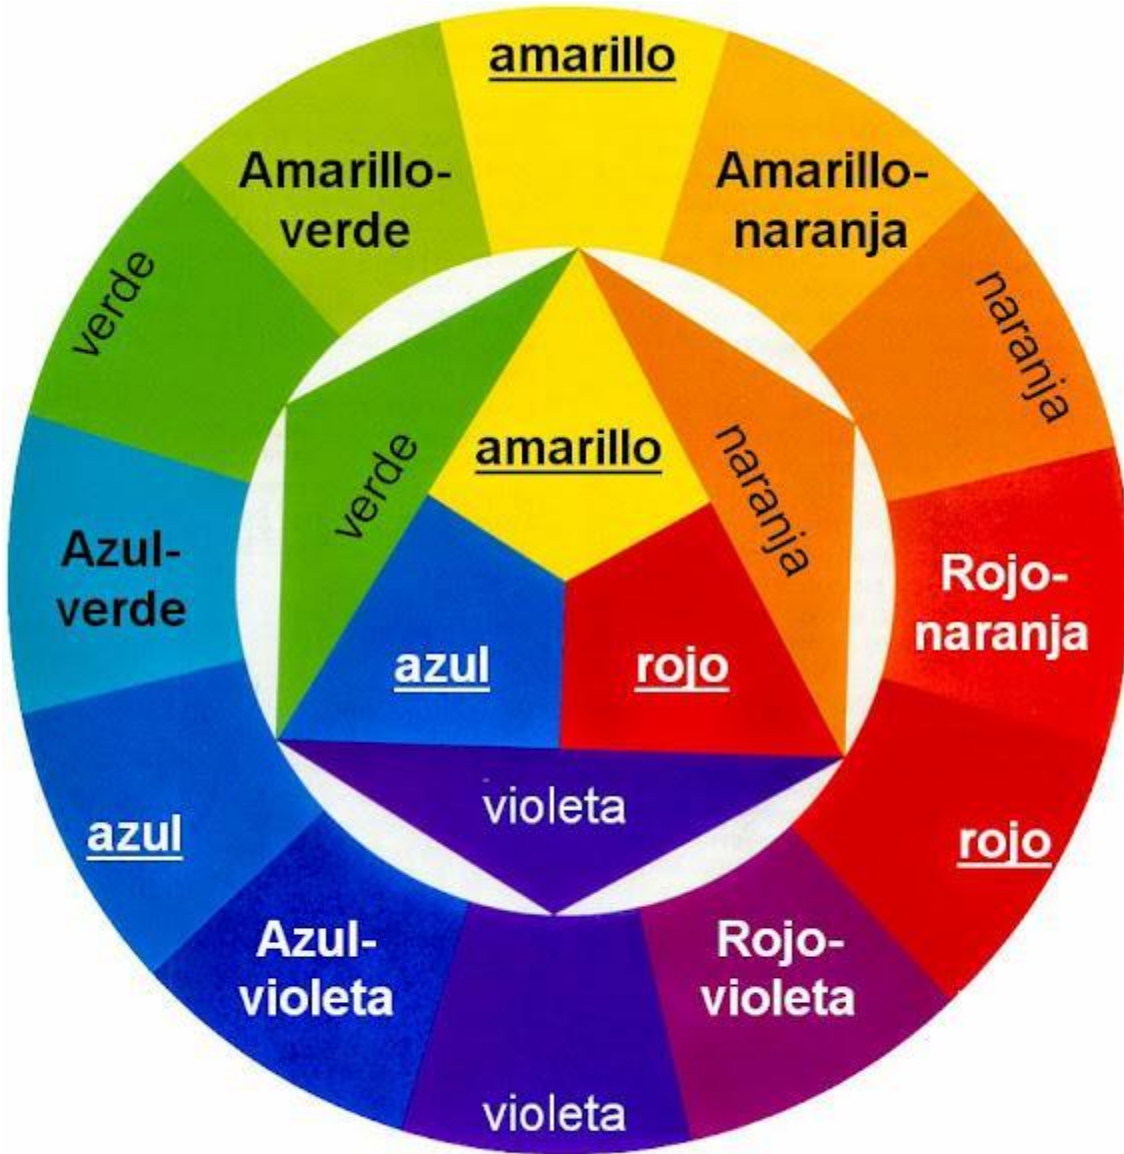 amarillo
Amarillo-
naranja
naranja
Rojo-
naranja
rojo
Rojo-
violeta
violeta
Azul-
violeta
azul
Azul-
verde
verde
Amarillo-
verde
amarillo
naranja
rojo
violeta
azul
verde